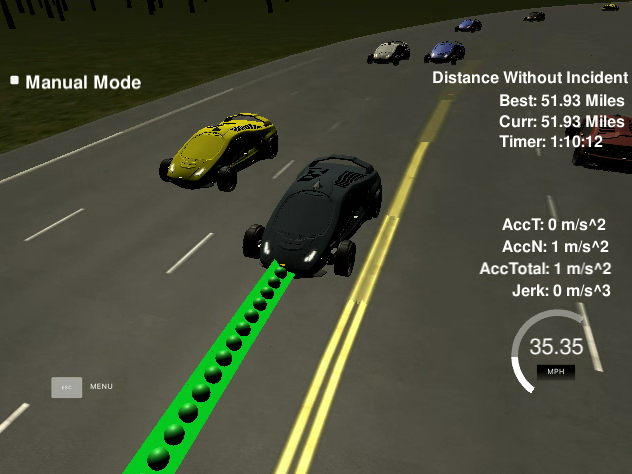 Manual Mode
Distance Without Incident
Best: 51.93 Miles
Curr: 51.93 Miles
Timer: 1:10:12
AccT: 0 m/s^2
AccN: 1 m/s^2
AccTotal: 1 m/s^2
Jerk: 0 m/s^3
35.35
MPH
ESC MENU